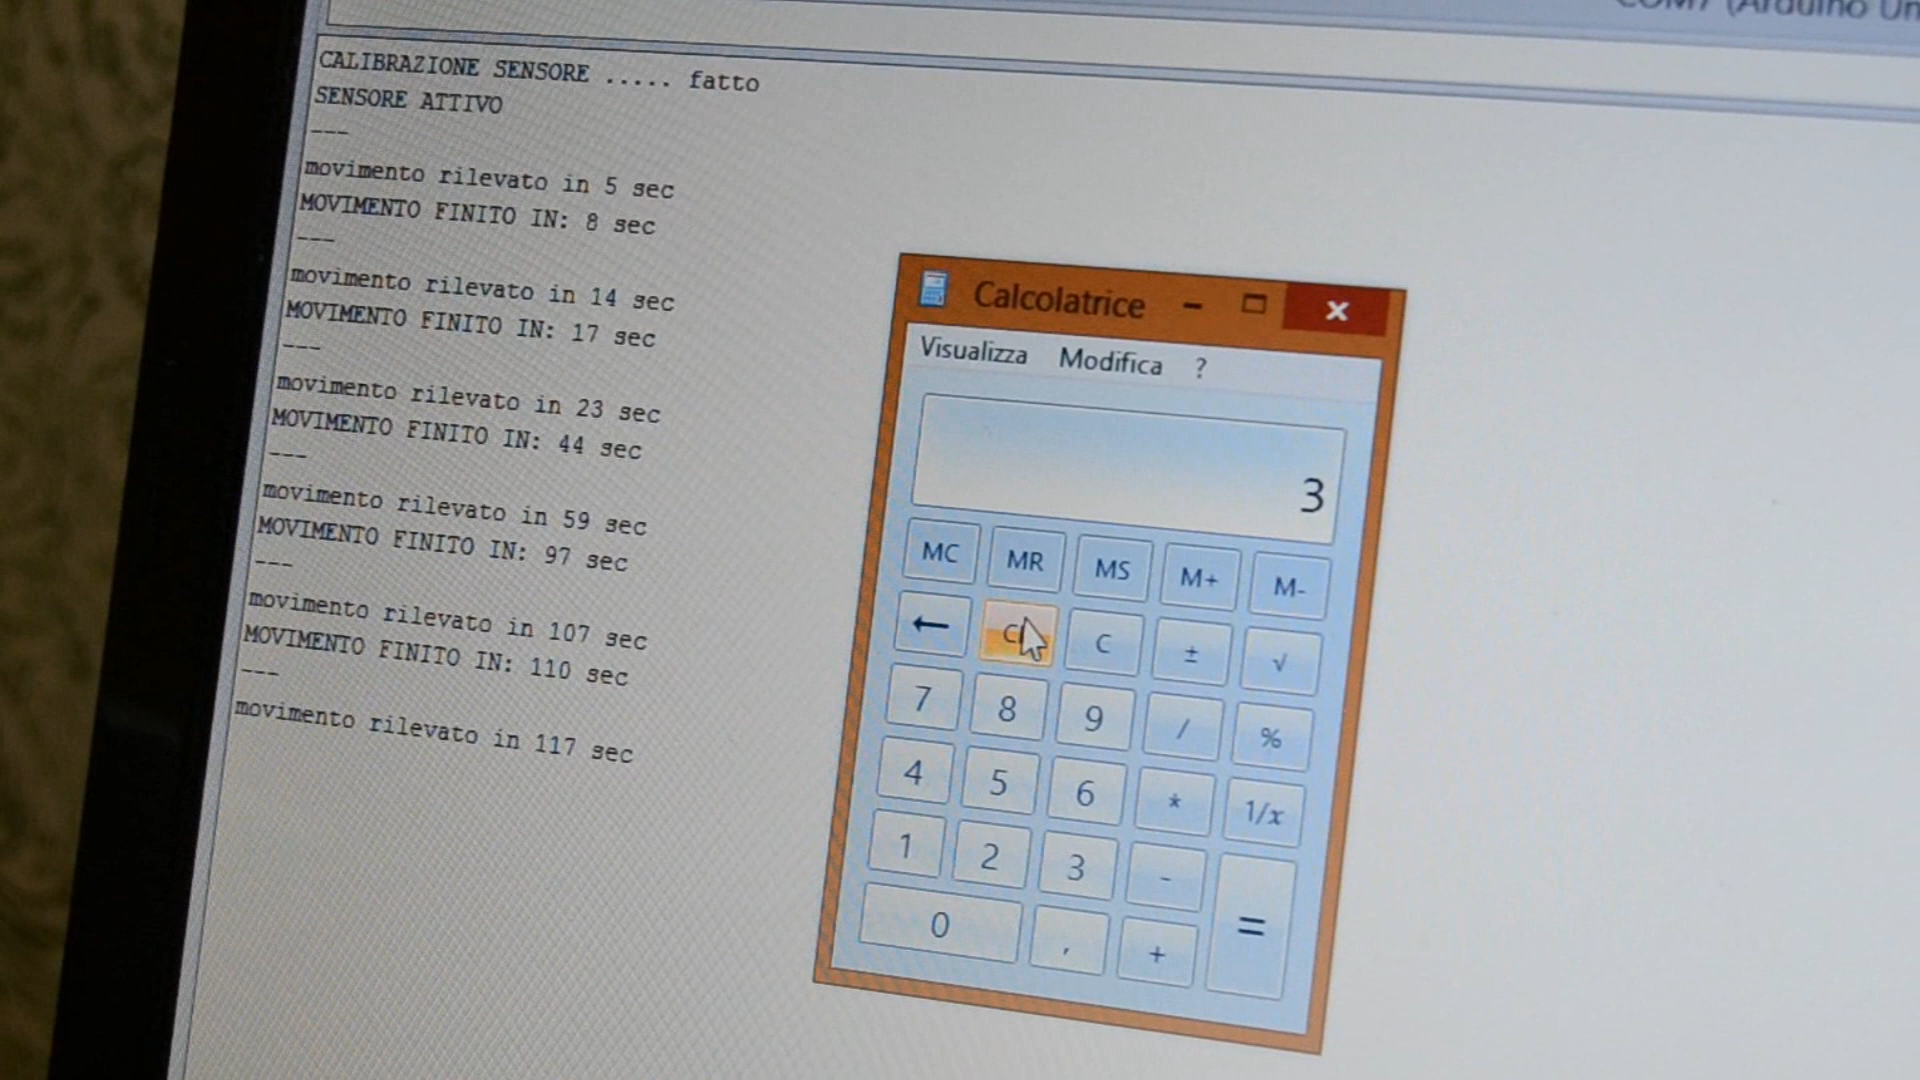 COM7 (Arduino Un
CALIBRAZIONE SENSORE ..... fatto
SENSORE ATTIVO
---
movimento rilevato in 5 sec
MOVIMENTO FINITO IN: 8 sec
---
movimento rilevato in 14 sec
MOVIMENTO FINITO IN: 17 sec
---
movimento rilevato in 23 sec
MOVIMENTO FINITO IN: 44 sec
---
movimento rilevato in 59 sec
MOVIMENTO FINITO IN: 97 sec
---
movimento rilevato in 107 sec
MOVIMENTO FINITO IN: 110 sec
---
movimento rilevato in 117 sec
Calcolatrice
Visualizza Modifica ?
3
MC MR MS M+ M-
← C ± √
7 8 9 / %
4 5 6 * 1/x
1 2 3 -
0 , + =